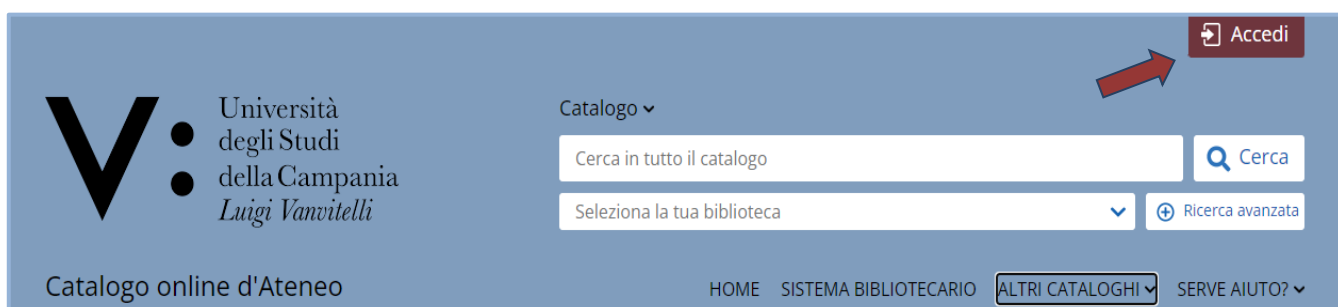 Accedi
Università
degli Studi
della Campania
Luigi Vanvitelli
Catalogo
Cerca in tutto il catalogo
Cerca
Seleziona la tua biblioteca
Ricerca avanzata
Catalogo online d'Ateneo
HOME SISTEMA BIBLIOTECARIO ALTRI CATALOGHI SERVE AIUTO?